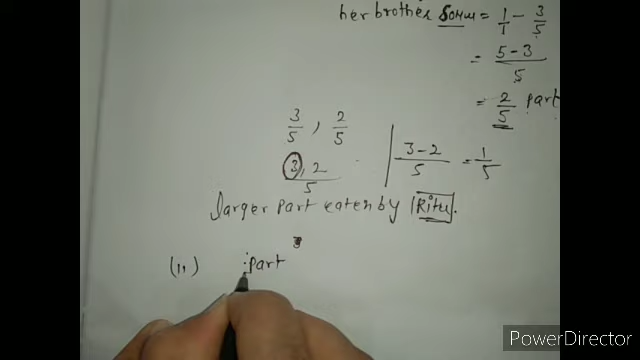 her brother somu = 1/1 - 3/5
= 5-3/5
= 2/5 part
3/5 , 2/5
3, 2/5 | 3-2/5 = 1/5
larger part eaten by Ritu.
(ii) part
PowerDirector